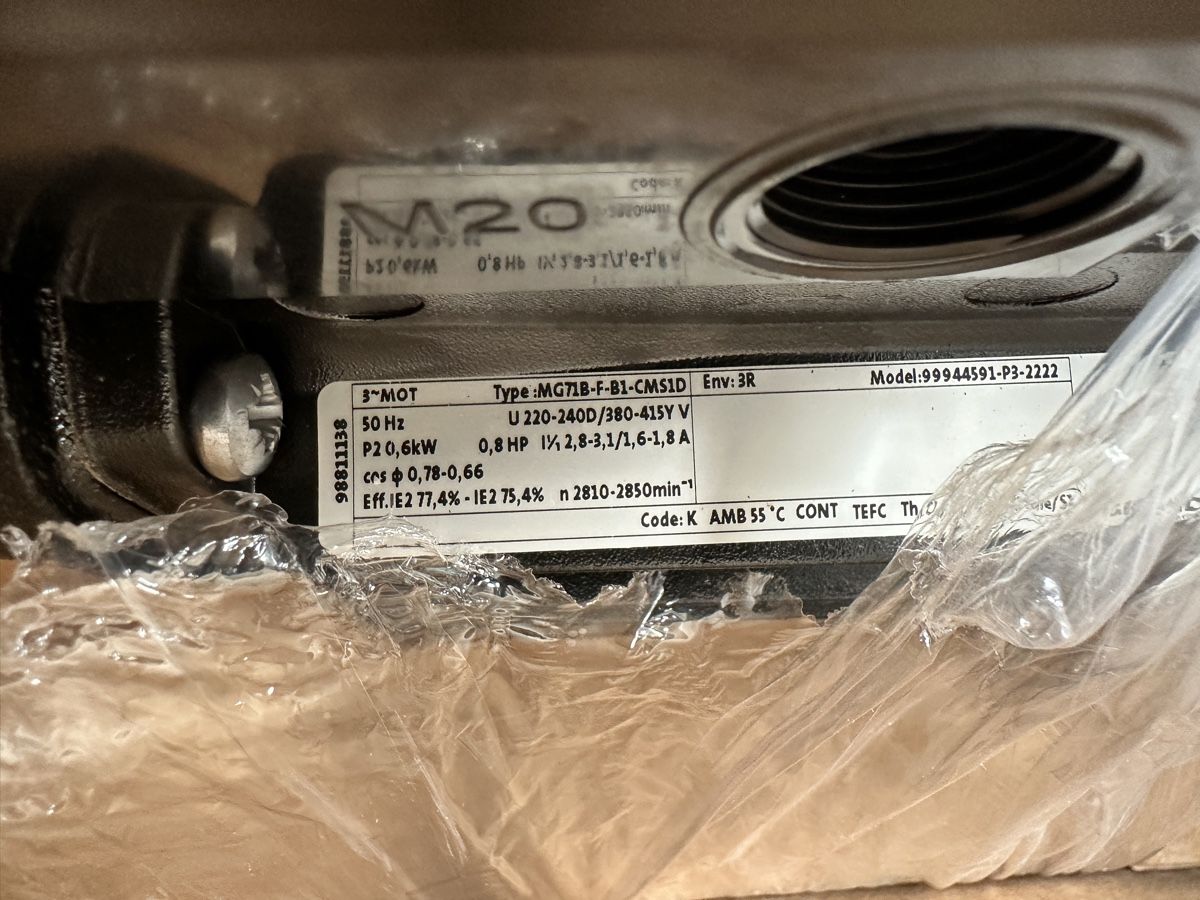 M20
3~MOT Type :MG71B-F-B1-CMS1D Env: 3R Model:99944591-P3-2222
50 Hz U 220-240D/380-415Y V
P2 0,6kW 0,8 HP I1/1 2,8-3,1/1,6-1,8 A
cos φ 0,78-0,66
Eff.IE2 77,4% - IE2 75,4% n 2810-2850min⁻¹
Code: K AMB 55 °C CONT TEFC
98811138